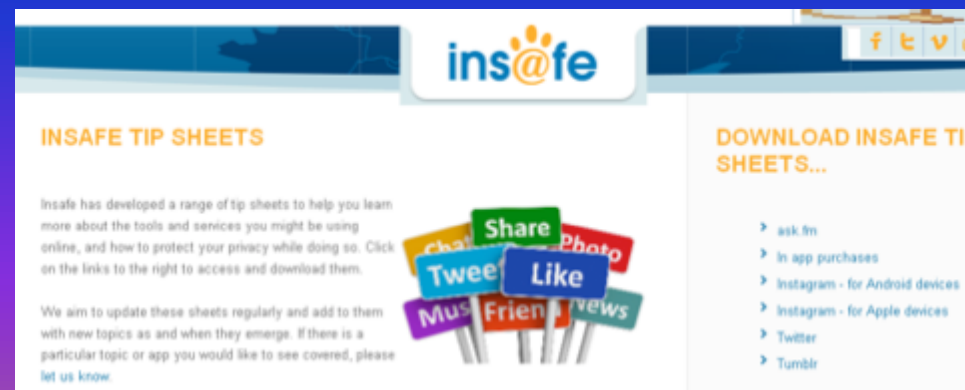 ins@fe
f t v
INSAFE TIP SHEETS
Insafe has developed a range of tip sheets to help you learn
more about the tools and services you might be using
online, and how to protect your privacy while doing so. Click
on the links to the right to access and download them.
We aim to update these sheets regularly and add to them
with new topics as and when they emerge. If there is a
particular topic or app you would like to see covered, please
let us know.
Share
Chat
Photo
Tweet
Like
Mus
Frien
News
DOWNLOAD INSAFE TI
SHEETS...
ask.fm
In app purchases
Instagram - for Android devices
Instagram - for Apple devices
Twitter
Tumblr